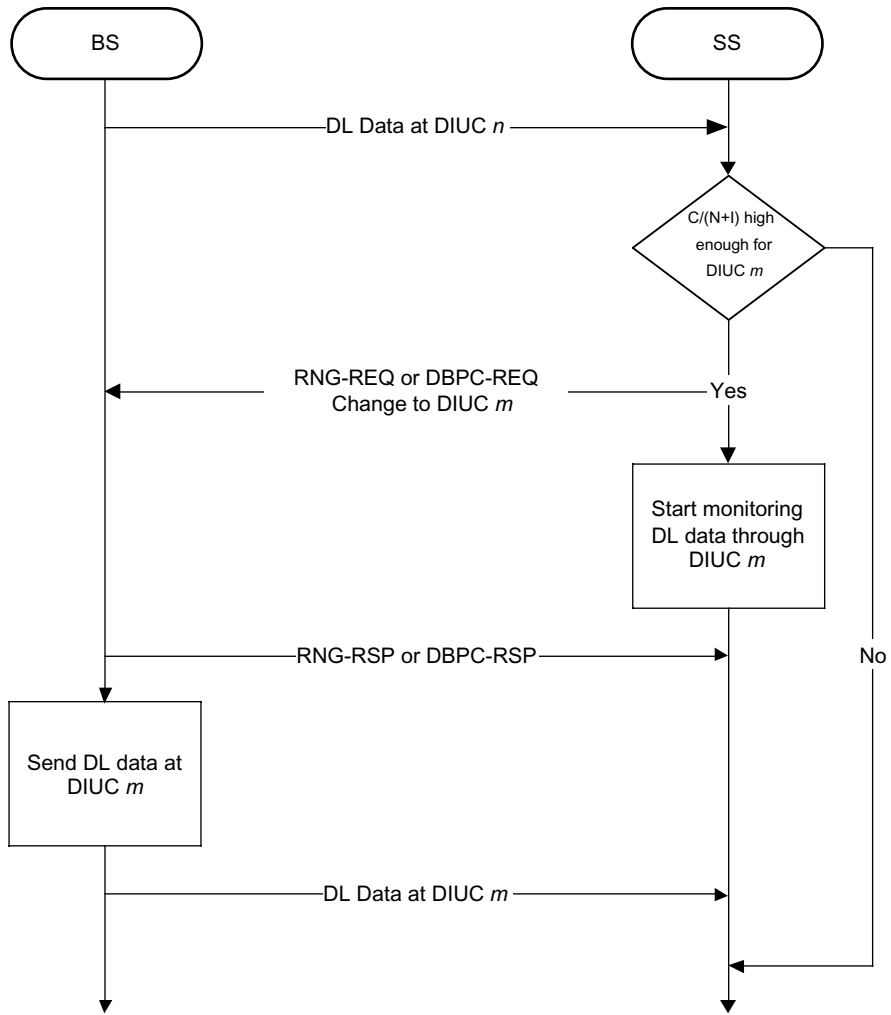 BS
SS
DL Data at DIUC n
C/(N+I) high
enough for
DIUC m
RNG-REQ or DBPC-REQ
Change to DIUC m
Yes
Start monitoring
DL data through
DIUC m
RNG-RSP or DBPC-RSP
No
Send DL data at
DIUC m
DL Data at DIUC m